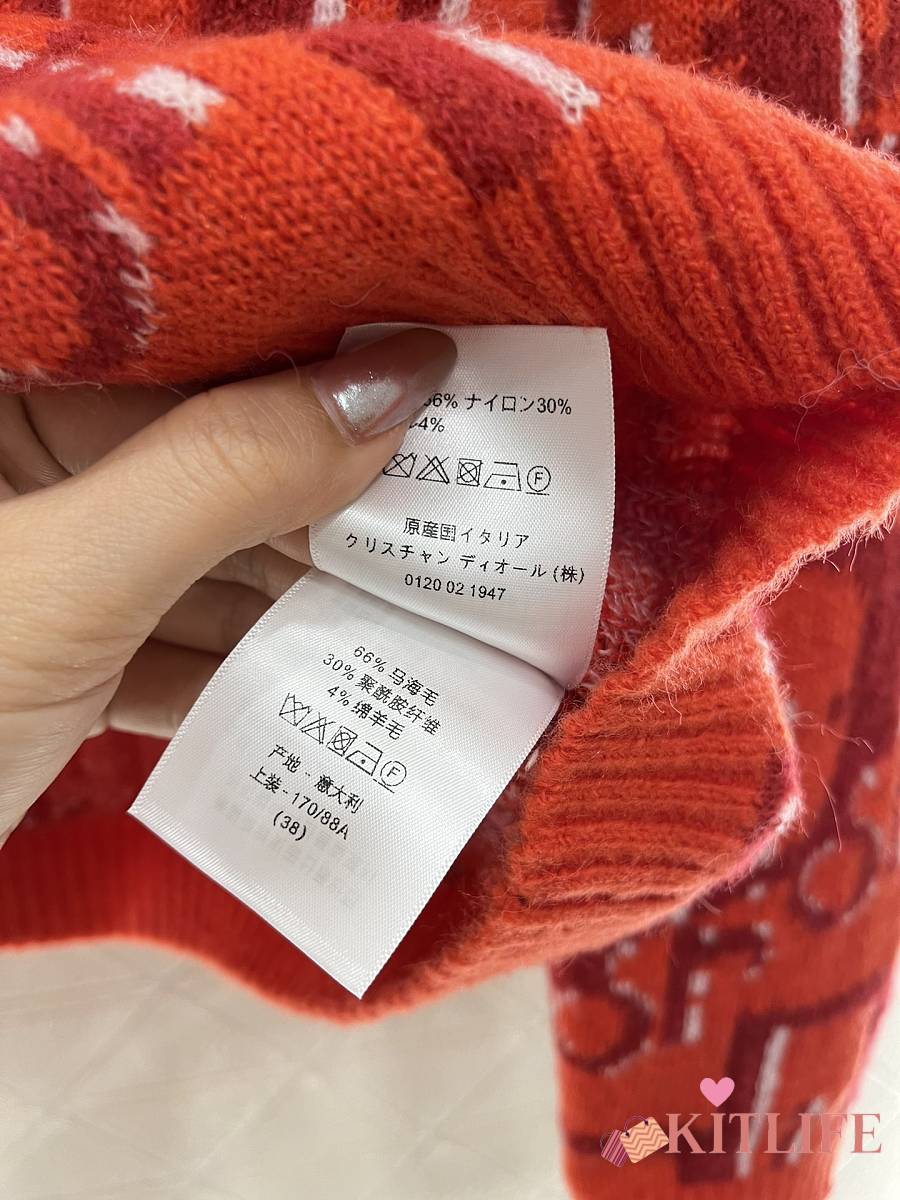 66% ナイロン30%
4%
F
原産国イタリア
クリスチャン ディオール (株)
0120 02 1947
66% 马海毛
30% 聚酰胺纤维
4% 绵羊毛
F
产地 - 意大利
上装 - 170/88A
(38)
KITLIFE